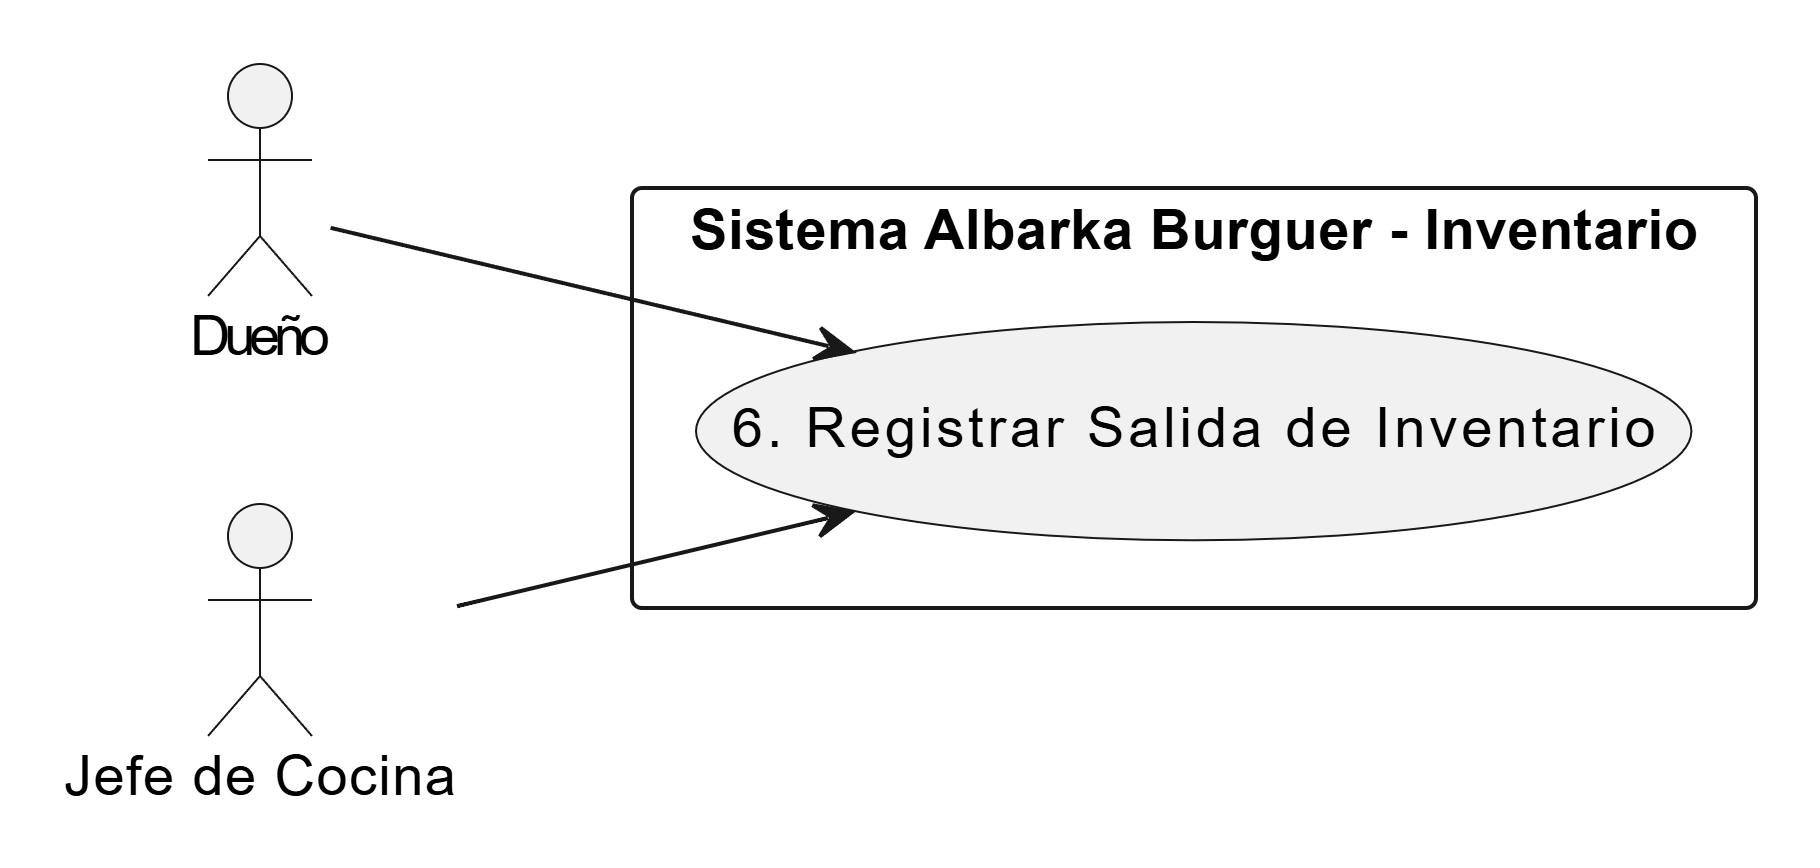 Sistema Albarka Burguer - Inventario
Dueño
6. Registrar Salida de Inventario
Jefe de Cocina